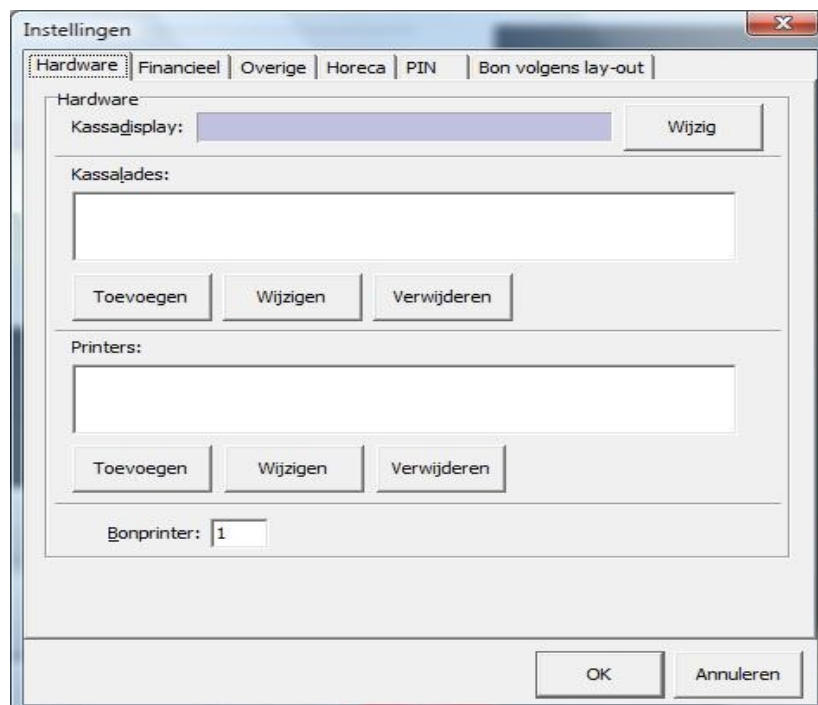 Instellingen
Hardware Financieel Overige Horeca PIN Bon volgens lay-out
Hardware
Kassadisplay: Wijzig
Kassalades:
Toevoegen Wijzigen Verwijderen
Printers:
Toevoegen Wijzigen Verwijderen
Bonprinter: 1
OK Annuleren